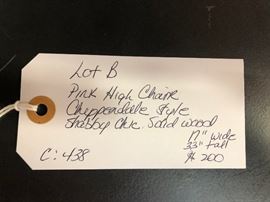 Lot B
Pink High Chair
Chippendale Style
Shabby Chic Solid wood
17" wide
33" tall
C: 438
200